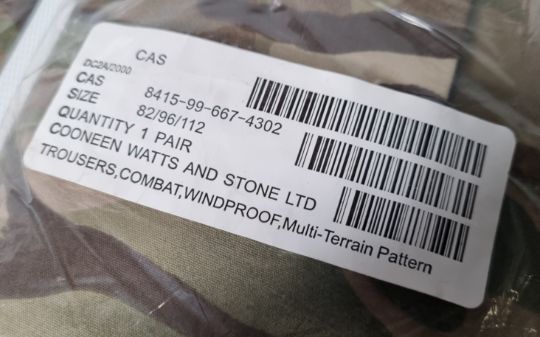 CAS
DC2A/2000
CAS 8415-99-667-4302
SIZE 82/96/112
QUANTITY 1 PAIR
COONEEN WATTS AND STONE LTD
TROUSERS,COMBAT,WINDPROOF,Multi-Terrain Pattern